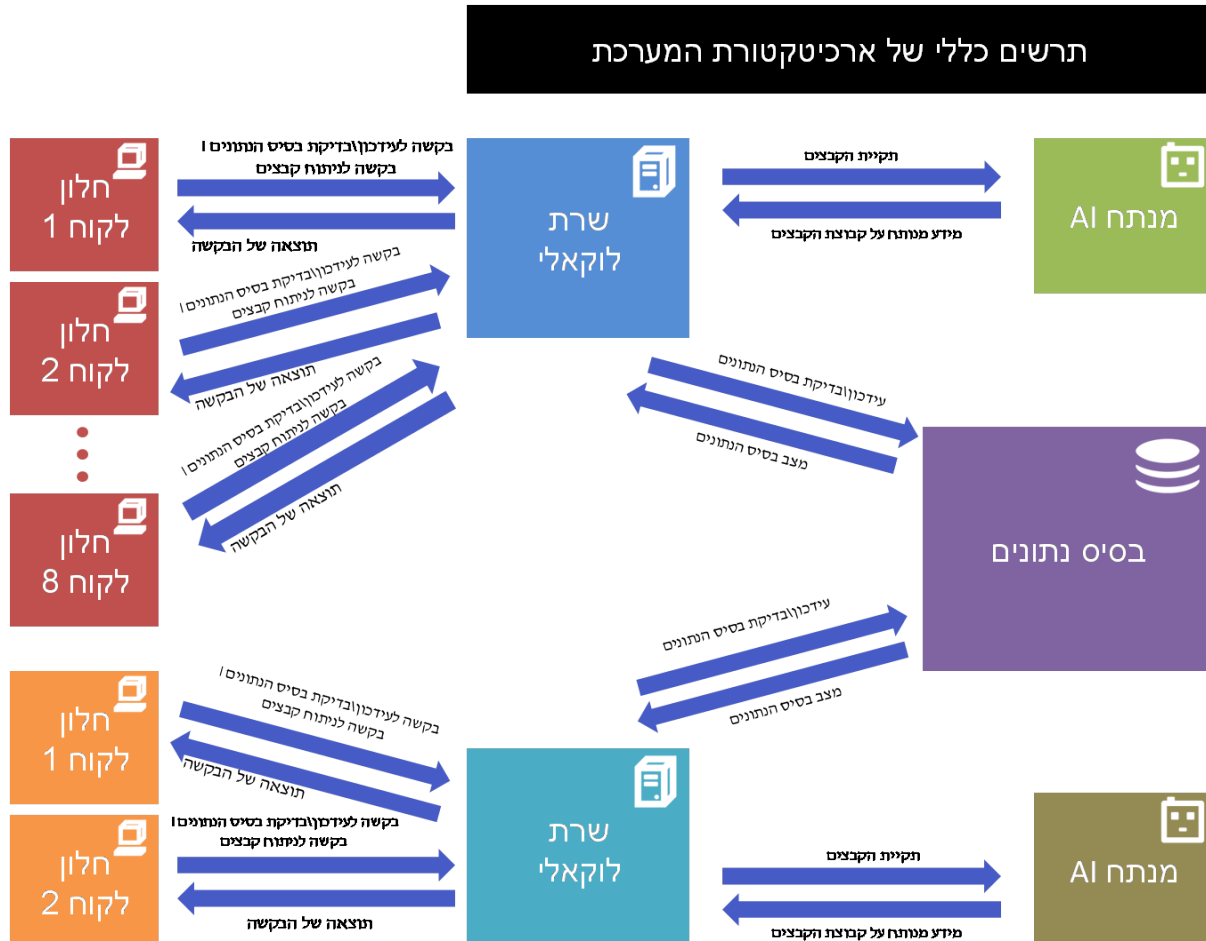 תרשים כללי של ארכיטקטורת המערכת
חלון
לקוח 1
בקשה לעידכון\בדיקת בסיס הנתונים |
בקשה לניתוח קבצים
תוצאה של הבקשה
שרת
לוקאלי
תקיית הקבצים
מידע מנותח על קבוצת הקבצים
מנתח AI
חלון
לקוח 2
בקשה לעידכון\בדיקת בסיס הנתונים |
בקשה לניתוח קבצים
תוצאה של הבקשה
חלון
לקוח 8
בקשה לעידכון\בדיקת בסיס הנתונים |
בקשה לניתוח קבצים
תוצאה של הבקשה
עידכון\בדיקת בסיס הנתונים
מצב בסיס הנתונים
בסיס נתונים
עידכון\בדיקת בסיס הנתונים
מצב בסיס הנתונים
חלון
לקוח 1
בקשה לעידכון\בדיקת בסיס הנתונים |
בקשה לניתוח קבצים
תוצאה של הבקשה
שרת
לוקאלי
חלון
לקוח 2
בקשה לעידכון\בדיקת בסיס הנתונים |
בקשה לניתוח קבצים
תוצאה של הבקשה
תקיית הקבצים
מידע מנותח על קבוצת הקבצים
מנתח AI